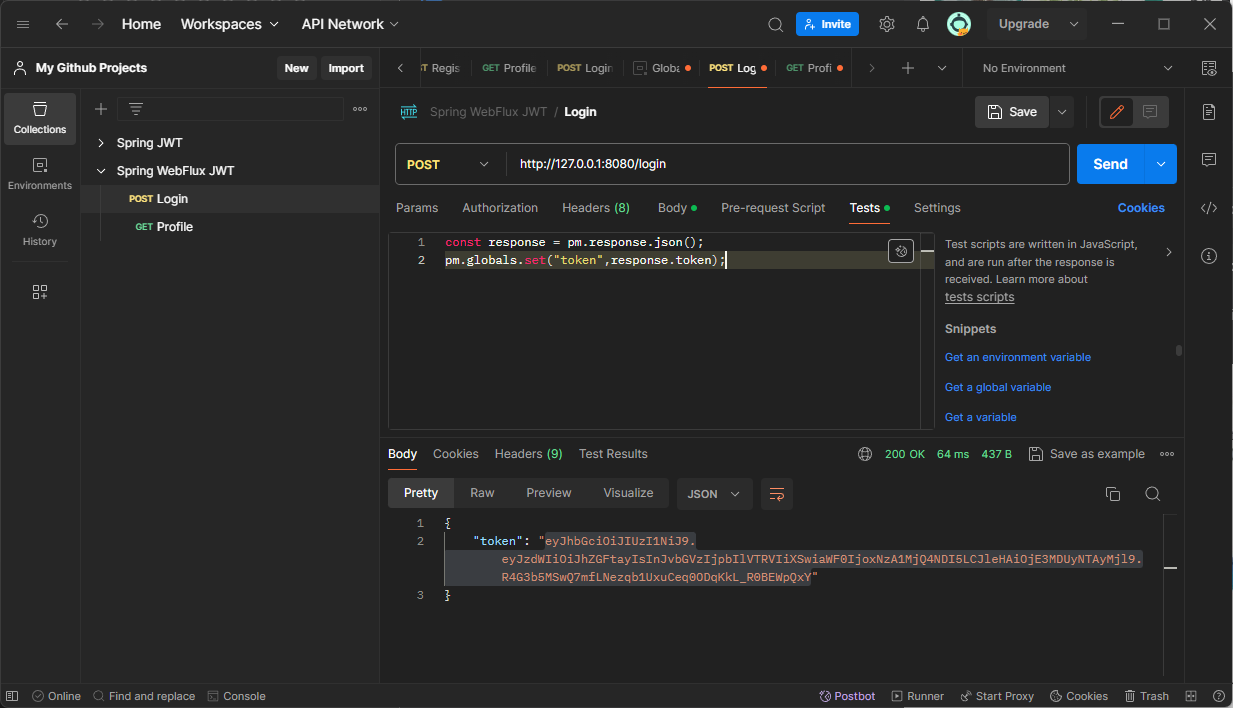 Home Workspaces API Network Invite Upgrade
My Github Projects New Import
Regis GET Profile POST Login Globa POST Log GET Profi No Environment
Collections
Environments
History
Spring JWT
Spring WebFlux JWT
POST Login
GET Profile
HTTP Spring WebFlux JWT / Login Save
POST http://127.0.0.1:8080/login Send
Params Authorization Headers (8) Body Pre-request Script Tests Settings Cookies
1 const response = pm.response.json();
2 pm.globals.set("token",response.token);
Test scripts are written in JavaScript,
and are run after the response is
received. Learn more about
tests scripts
Snippets
Get an environment variable
Get a global variable
Get a variable
Body Cookies Headers (9) Test Results 200 OK 64 ms 437 B Save as example
Pretty Raw Preview Visualize JSON
1 {
2 "token": "eyJhbGciOiJIUzI1NiJ9.
eyJzdWIiOiJhZGFtayIsInJvbGVzIjpbIlVTRVIiXSwiaWF0IjoxNzA1MjQ4NDI5LCJleHAiOjE3MDUyNTAyMjl9.
R4G3b5MSwQ7mfLNezqb1UxuCeq0ODqKkL_R0BEWpQxY"
3 }
Online Find and replace Console Postbot Runner Start Proxy Cookies Trash